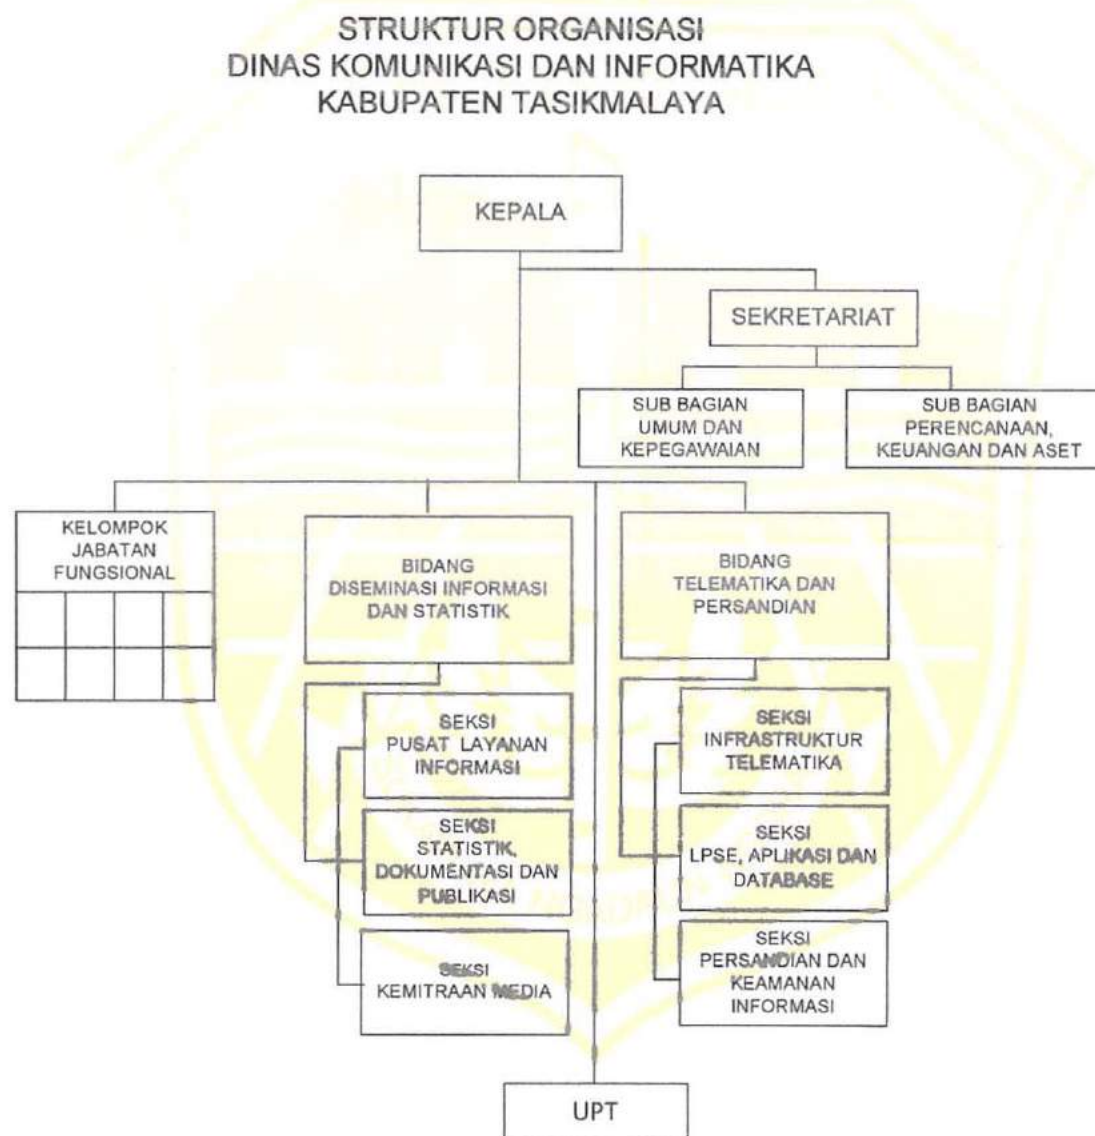 STRUKTUR ORGANISASI
DINAS KOMUNIKASI DAN INFORMATIKA
KABUPATEN TASIKMALAYA
KEPALA
SEKRETARIAT
SUB BAGIAN
UMUM DAN
KEPEGAWAIAN
SUB BAGIAN
PERENCANAAN,
KEUANGAN DAN ASET
KELOMPOK
JABATAN
FUNGSIONAL
BIDANG
DISEMINASI INFORMASI
DAN STATISTIK
BIDANG
TELEMATIKA DAN
PERSANDIAN
SEKSI
PUSAT LAYANAN
INFORMASI
SEKSI
STATISTIK,
DOKUMENTASI DAN
PUBLIKASI
SEKSI
KEMITRAAN MEDIA
SEKSI
INFRASTRUKTUR
TELEMATIKA
SEKSI
LPSE, APLIKASI DAN
DATABASE
SEKSI
PERSANDIAN DAN
KEAMANAN
INFORMASI
UPT